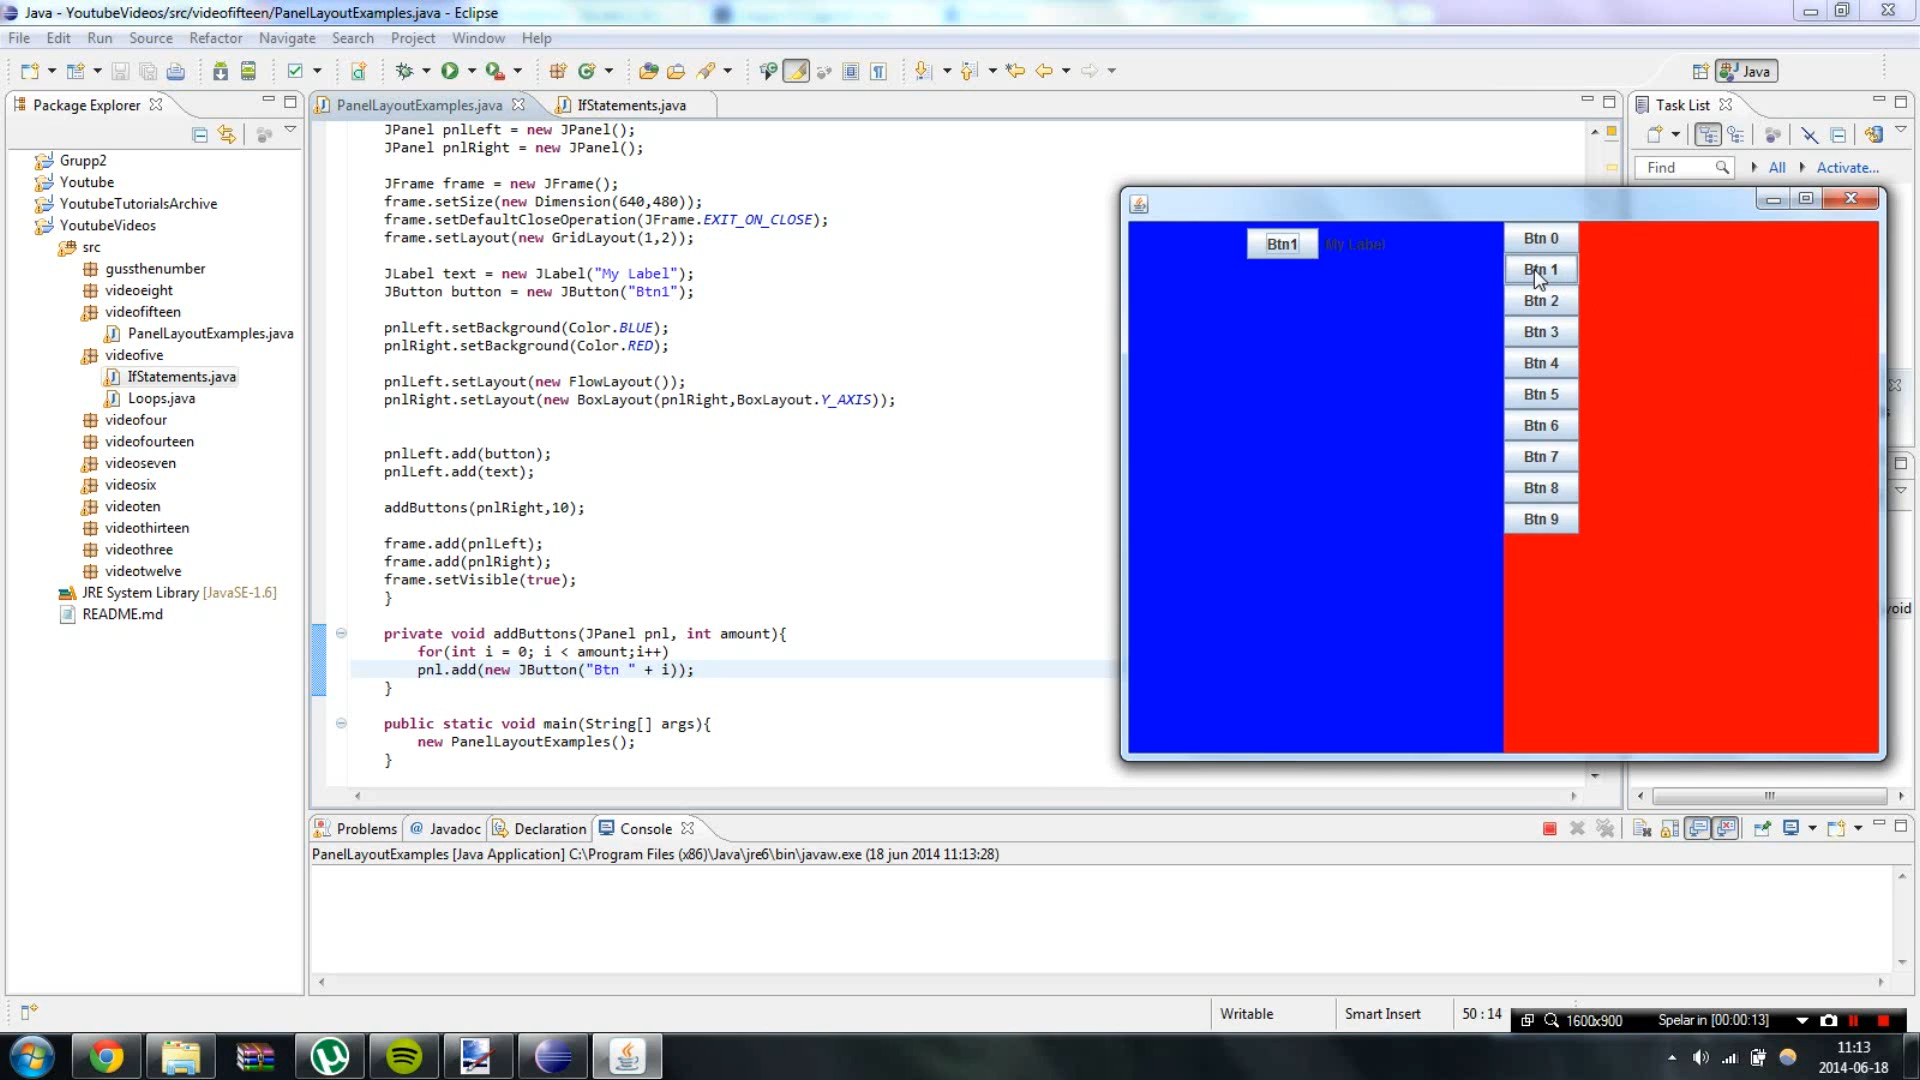 Java - YoutubeVideos/src/videofifteen/PanelLayoutExamples.java - Eclipse
File Edit Run Source Refactor Navigate Search Project Window Help
Java
Package Explorer
Grupp2
Youtube
YoutubeTutorialsArchive
YoutubeVideos
src
gussthenumber
videoeight
videofifteen
PanelLayoutExamples.java
videofive
IfStatements.java
Loops.java
videofour
videofourteen
videoseven
videosix
videoten
videothirteen
videothree
videotwelve
JRE System Library [JavaSE-1.6]
README.md
PanelLayoutExamples.java IfStatements.java
JPanel pnlLeft = new JPanel();
JPanel pnlRight = new JPanel();
JFrame frame = new JFrame();
frame.setSize(new Dimension(640,480));
frame.setDefaultCloseOperation(JFrame.EXIT_ON_CLOSE);
frame.setLayout(new GridLayout(1,2));
JLabel text = new JLabel("My Label");
JButton button = new JButton("Btn1");
pnlLeft.setBackground(Color.BLUE);
pnlRight.setBackground(Color.RED);
pnlLeft.setLayout(new FlowLayout());
pnlRight.setLayout(new BoxLayout(pnlRight,BoxLayout.Y_AXIS));
pnlLeft.add(button);
pnlLeft.add(text);
addButtons(pnlRight,10);
frame.add(pnlLeft);
frame.add(pnlRight);
frame.setVisible(true);
}
private void addButtons(JPanel pnl, int amount){
for(int i = 0; i < amount;i++)
pnl.add(new JButton("Btn " + i));
}
public static void main(String[] args){
new PanelLayoutExamples();
}
Task List
Find All Activate...
void
Btn1 My Label
Btn 0
Btn 1
Btn 2
Btn 3
Btn 4
Btn 5
Btn 6
Btn 7
Btn 8
Btn 9
Problems @ Javadoc Declaration Console
PanelLayoutExamples [Java Application] C:\Program Files (x86)\Java\jre6\bin\javaw.exe (18 jun 2014 11:13:28)
Writable Smart Insert 50 : 14
1600x900 Spelar in [00:00:13]
11:13
2014-06-18